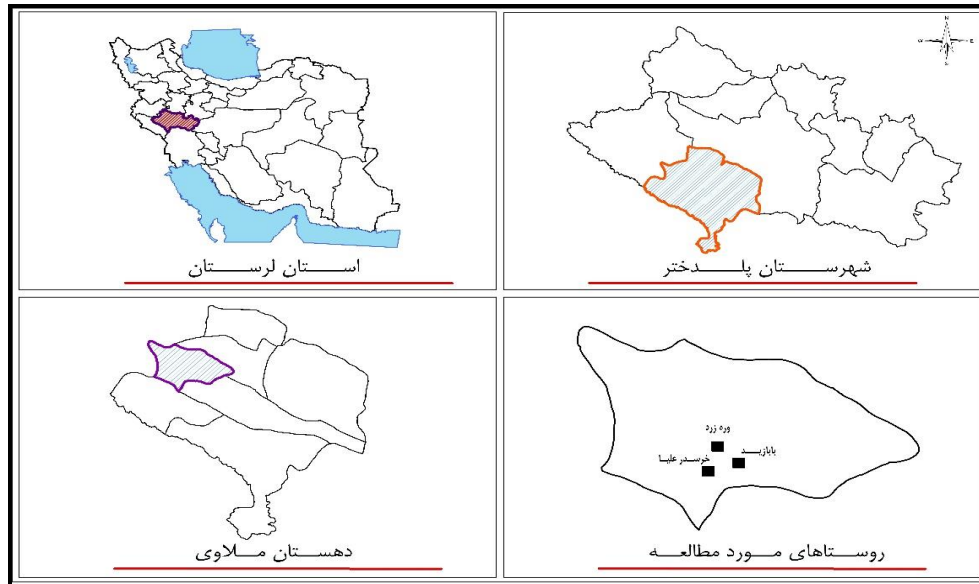 N
W
E
S
استان لرستان
شهرستان پلدختر
وره زرد
بابازید
خرسدر علیا
دهستان ملاوی
روستاهای مورد مطالعه